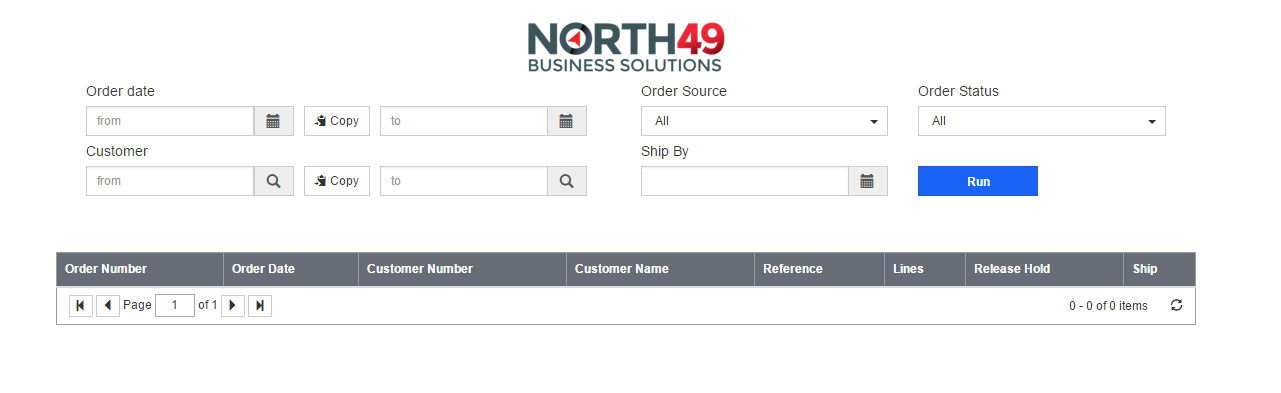 NORTH49
BUSINESS SOLUTIONS
Order date
Order Source
Order Status
from
Copy
to
All
All
Customer
Ship By
from
Copy
to
Run
Order Number Order Date Customer Number Customer Name Reference Lines Release Hold Ship
Page 1 of 1
0 - 0 of 0 items